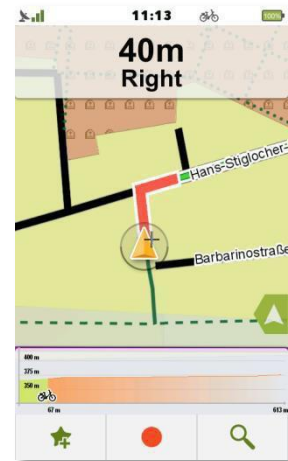 11:13
100%
40m
Right
Hans-Stiglocher-
Barbarinostraße
400 m
375 m
350 m
67 m
613 m